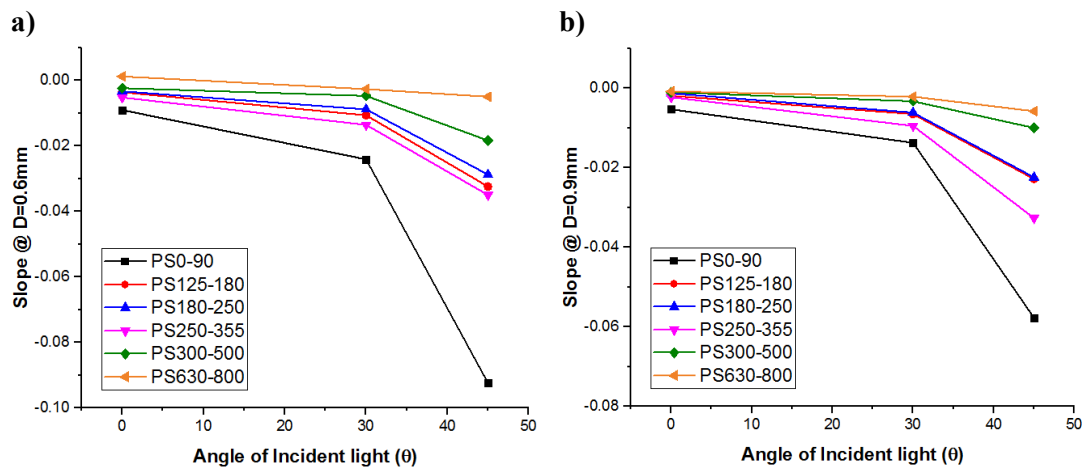 a)
Slope @ D=0.6mm
0.00
-0.02
-0.04
-0.06
-0.08
-0.10
PS0-90
PS125-180
PS180-250
PS250-355
PS300-500
PS630-800
0 10 20 30 40 50
Angle of Incident light (θ)
b)
Slope @ D=0.9mm
0.00
-0.02
-0.04
-0.06
-0.08
PS0-90
PS125-180
PS180-250
PS250-355
PS300-500
PS630-800
0 10 20 30 40 50
Angle of Incident light (θ)